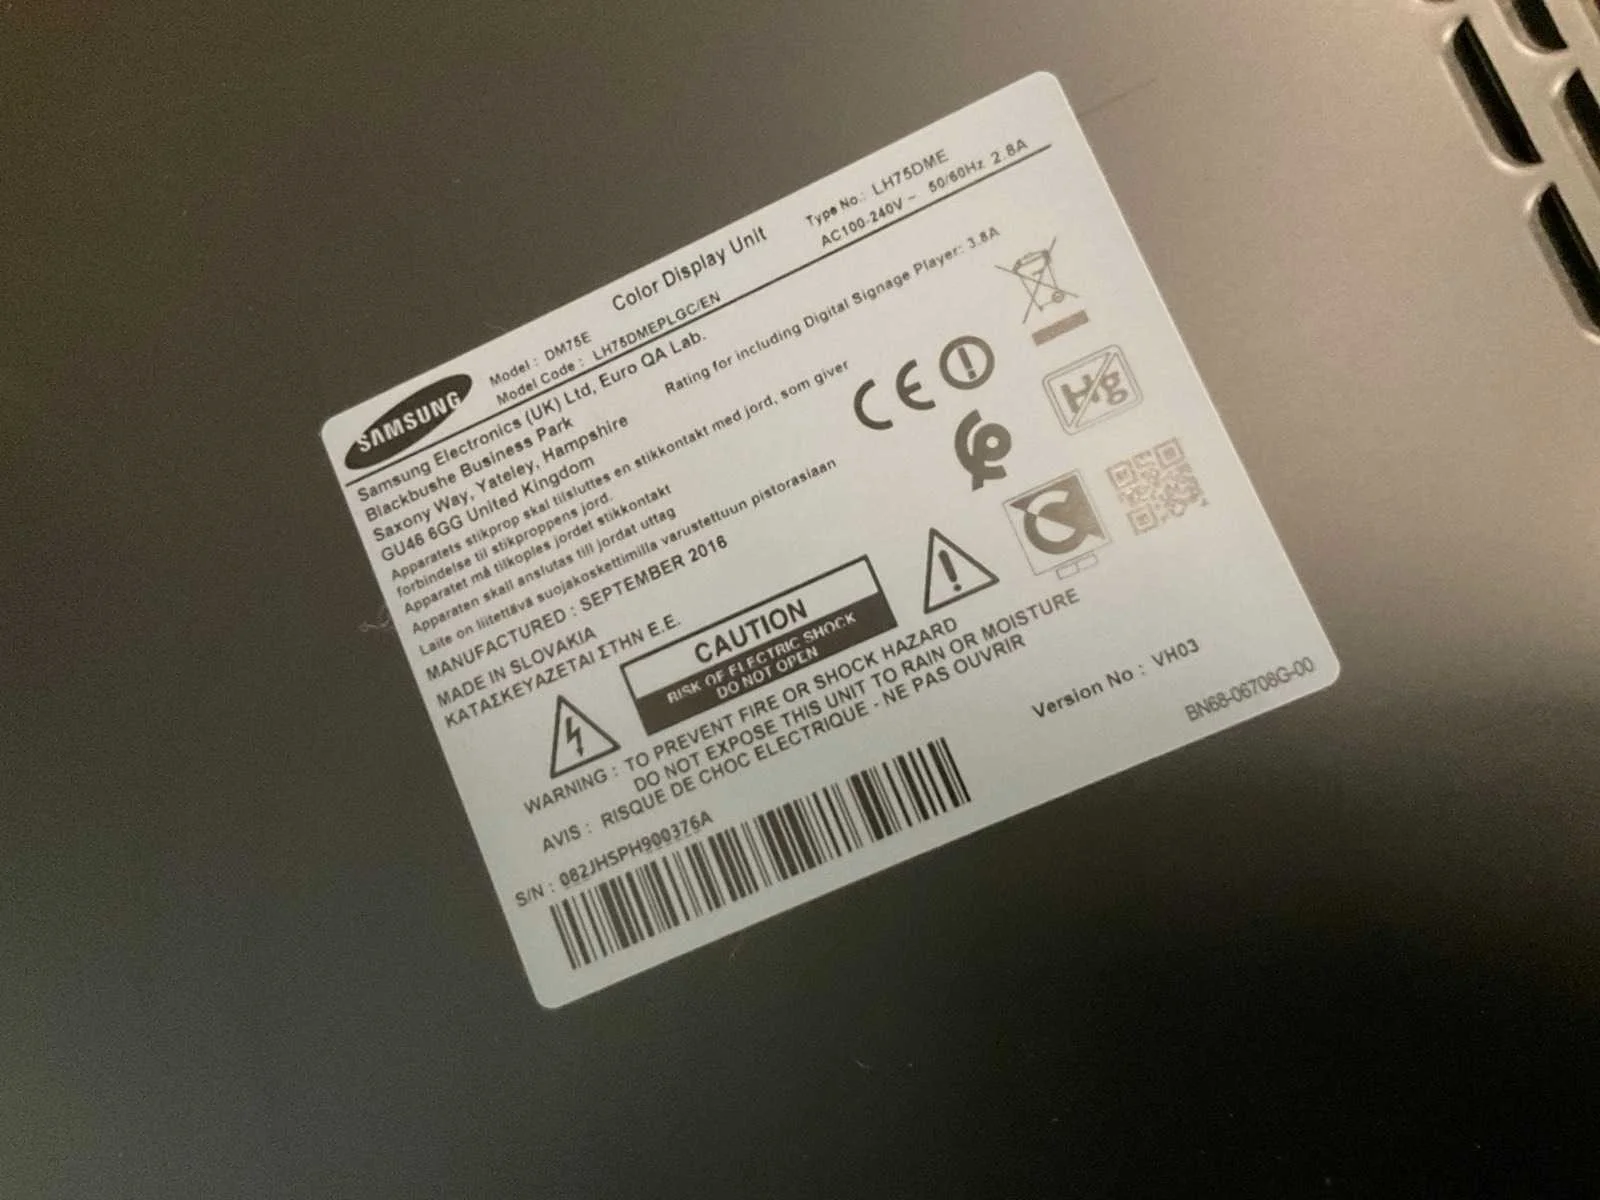 SAMSUNG
Model : DM75E
Model Code : LH75DMEPLGC/EN
Color Display Unit
Type No.: LH75DME
AC100-240V ~ 50/60Hz 2.8A
Rating for including Digital Signage Player: 3.8A
Samsung Electronics (UK) Ltd, Euro QA Lab.
Blackbushe Business Park
Saxony Way, Yateley, Hampshire
GU46 6GG United Kingdom
Apparatets stikprop skal tilsluttes en stikkontakt med jord, som giver
forbindelse til stikproppens jord.
Apparatet må tilkoples jordet stikkontakt
Apparaten skall anslutas till jordat uttag
Laite on liitettävä suojakoskettimilla varustettuun pistorasiaan
MANUFACTURED : SEPTEMBER 2016
MADE IN SLOVAKIA
ΚΑΤΑΣΚΕΥΑΖΕΤΑΙ ΣΤΗΝ Ε.Ε.
CE
Hg
CAUTION
RISK OF ELECTRIC SHOCK
DO NOT OPEN
WARNING : TO PREVENT FIRE OR SHOCK HAZARD
DO NOT EXPOSE THIS UNIT TO RAIN OR MOISTURE
AVIS : RISQUE DE CHOC ELECTRIQUE - NE PAS OUVRIR
Version No : VH03
BN68-06708G-00
S/N : 082JHSPH900376A